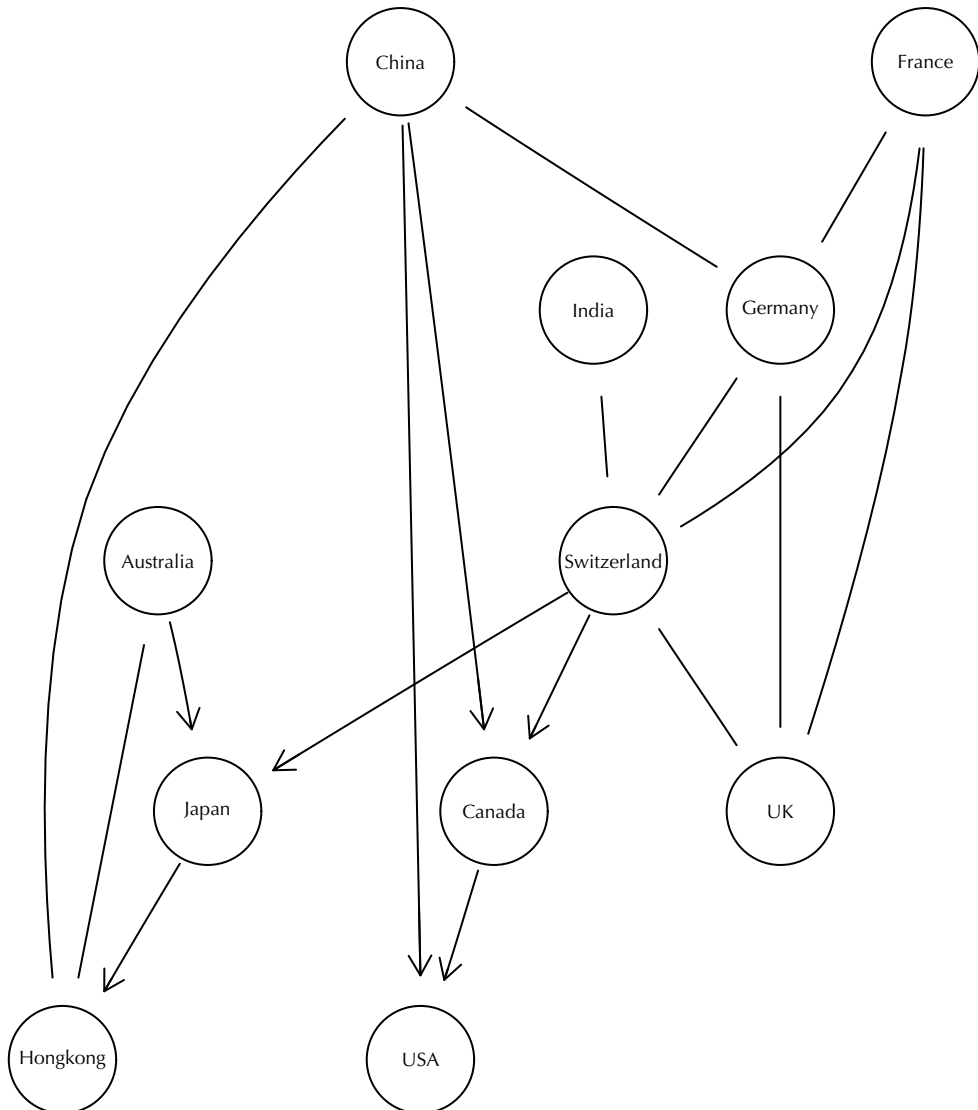 China
France
India
Germany
Australia
Switzerland
Japan
Canada
UK
Hongkong
USA